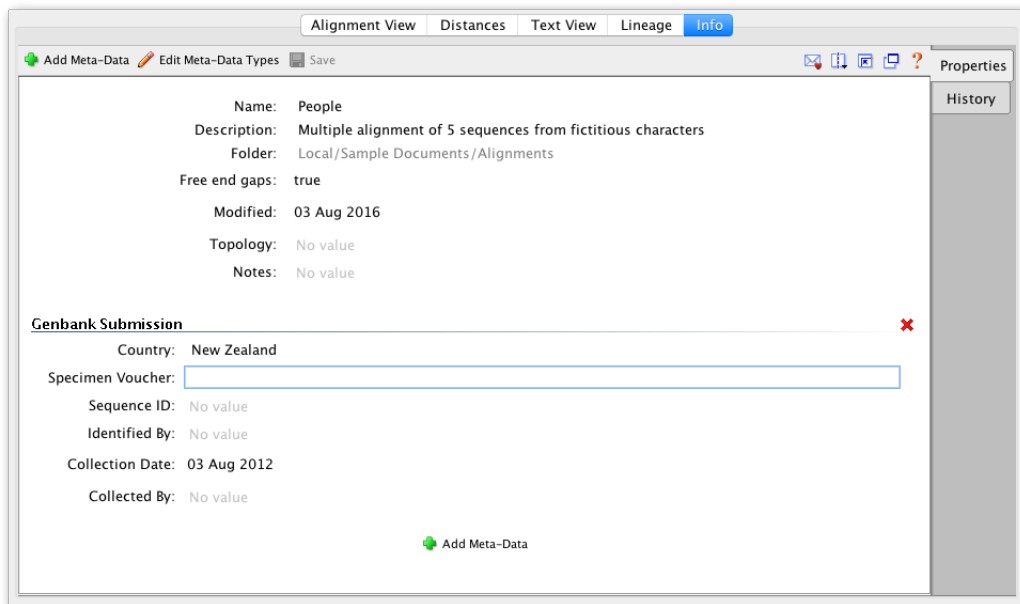 Alignment View Distances Text View Lineage Info
Add Meta-Data Edit Meta-Data Types Save ?
Properties
History
Name: People
Description: Multiple alignment of 5 sequences from fictitious characters
Folder: Local/Sample Documents/Alignments
Free end gaps: true
Modified: 03 Aug 2016
Topology: No value
Notes: No value
Genbank Submission
Country: New Zealand
Specimen Voucher:
Sequence ID: No value
Identified By: No value
Collection Date: 03 Aug 2012
Collected By: No value
Add Meta-Data